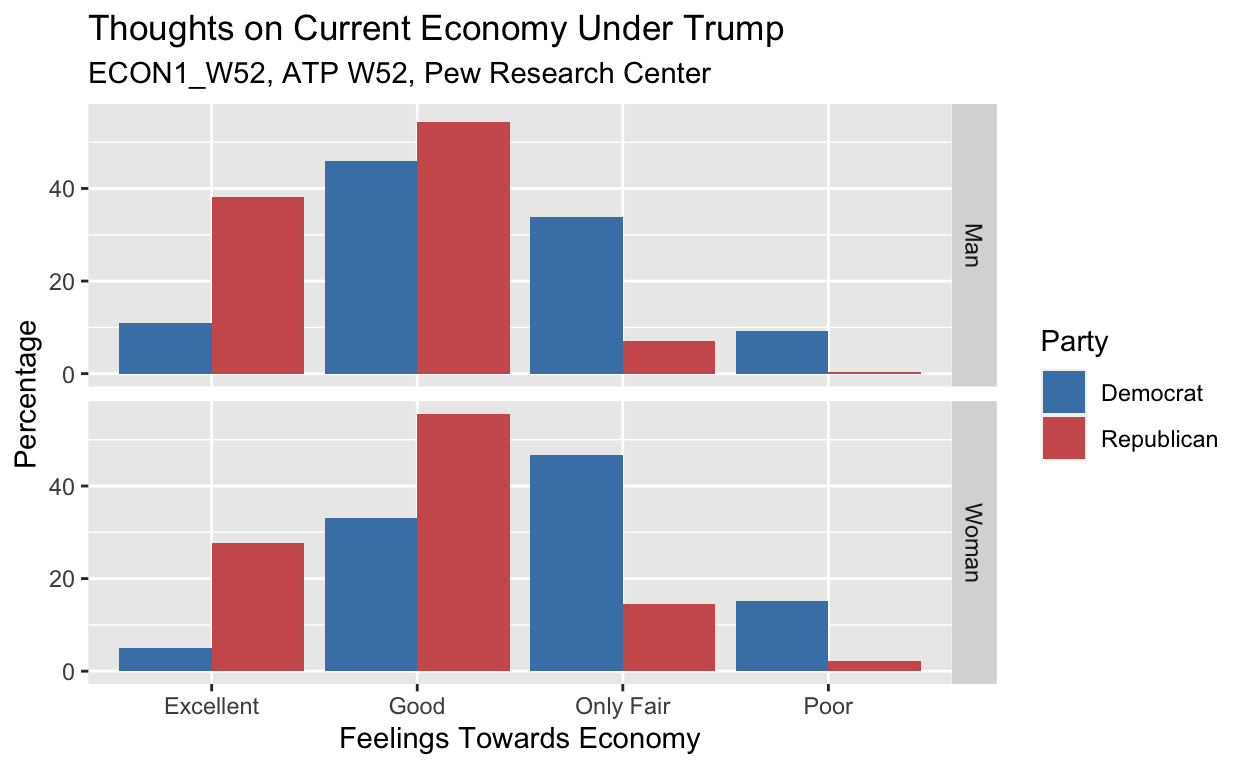 Thoughts on Current Economy Under Trump
ECON1_W52, ATP W52, Pew Research Center
Percentage
40
20
0
Man
40
20
0
Woman
Excellent Good Only Fair Poor
Feelings Towards Economy
Party
Democrat
Republican